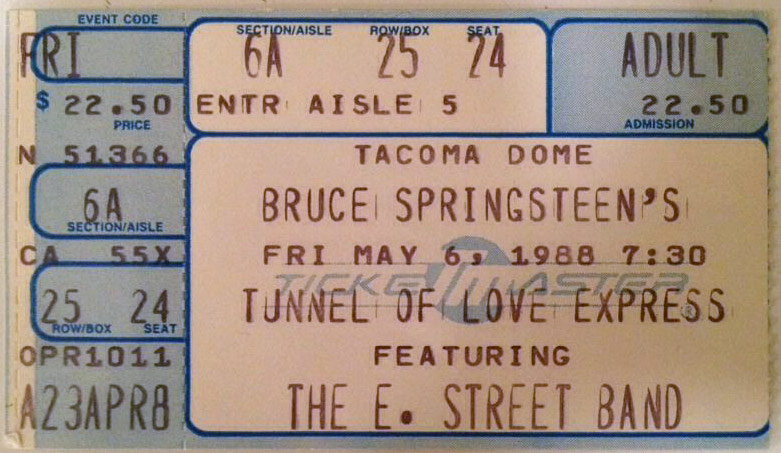 EVENT CODE
FRI
$ 22.50
PRICE
N 51366
6A
SECTION/AISLE
CA 55X
25 24
ROW/BOX SEAT
OPR1011
A23APR8
SECTION/AISLE ROW/BOX SEAT
6A 25 24
ENTR AISLE 5
ADULT
22.50
ADMISSION
TACOMA DOME
BRUCE SPRINGSTEEN'S
FRI MAY 6, 1988 7:30
TICKETMASTER®
TUNNEL OF LOVE EXPRESS
FEATURING
THE E. STREET BAND